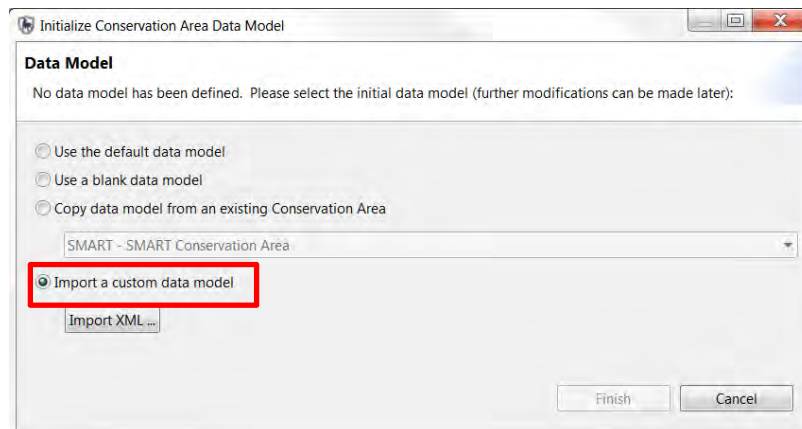 Initialize Conservation Area Data Model
Data Model
No data model has been defined. Please select the initial data model (further modifications can be made later):
Use the default data model
Use a blank data model
Copy data model from an existing Conservation Area
SMART - SMART Conservation Area
Import a custom data model
Import XML ...
Finish Cancel